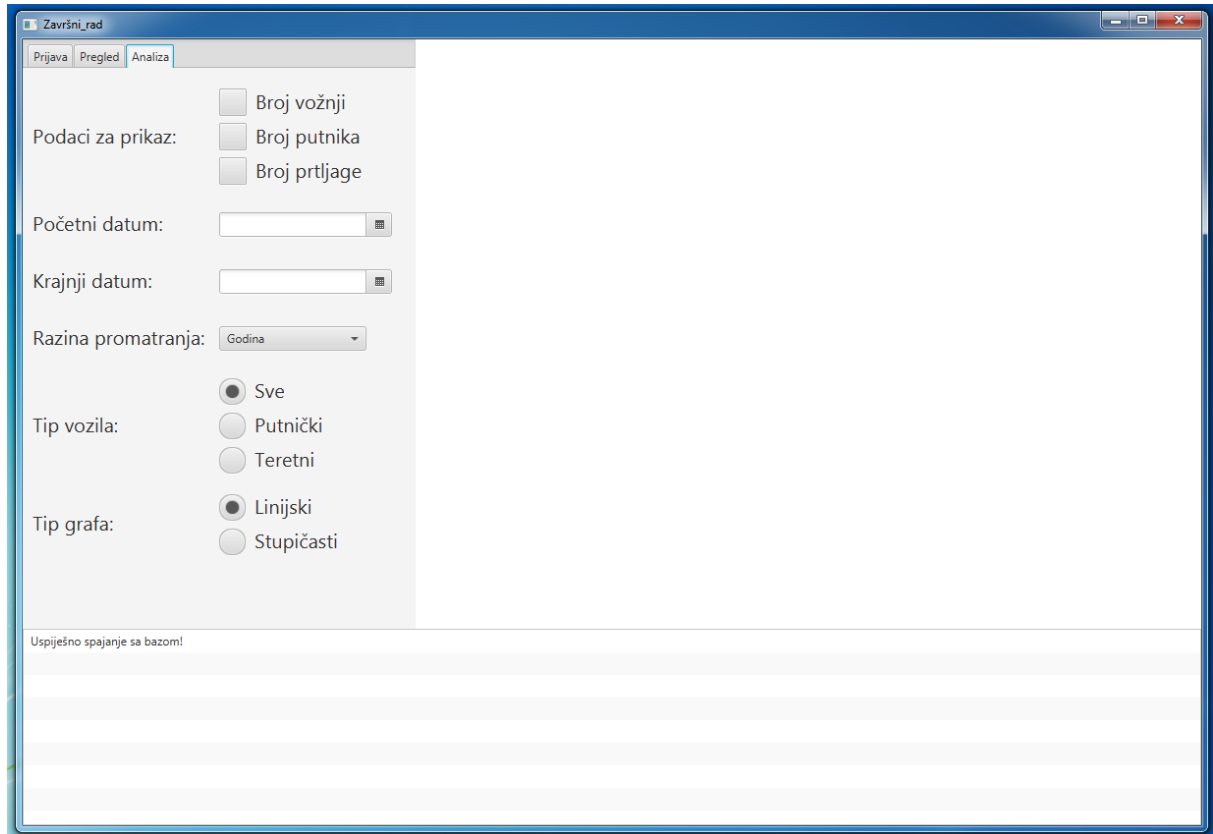 Završni_rad
Prijava Pregled Analiza
Podaci za prikaz:
Broj vožnji
Broj putnika
Broj prtljage
Početni datum:
Krajnji datum:
Razina promatranja: Godina
Tip vozila:
Sve
Putnički
Teretni
Tip grafa:
Linijski
Stupičasti
Uspiješno spajanje sa bazom!